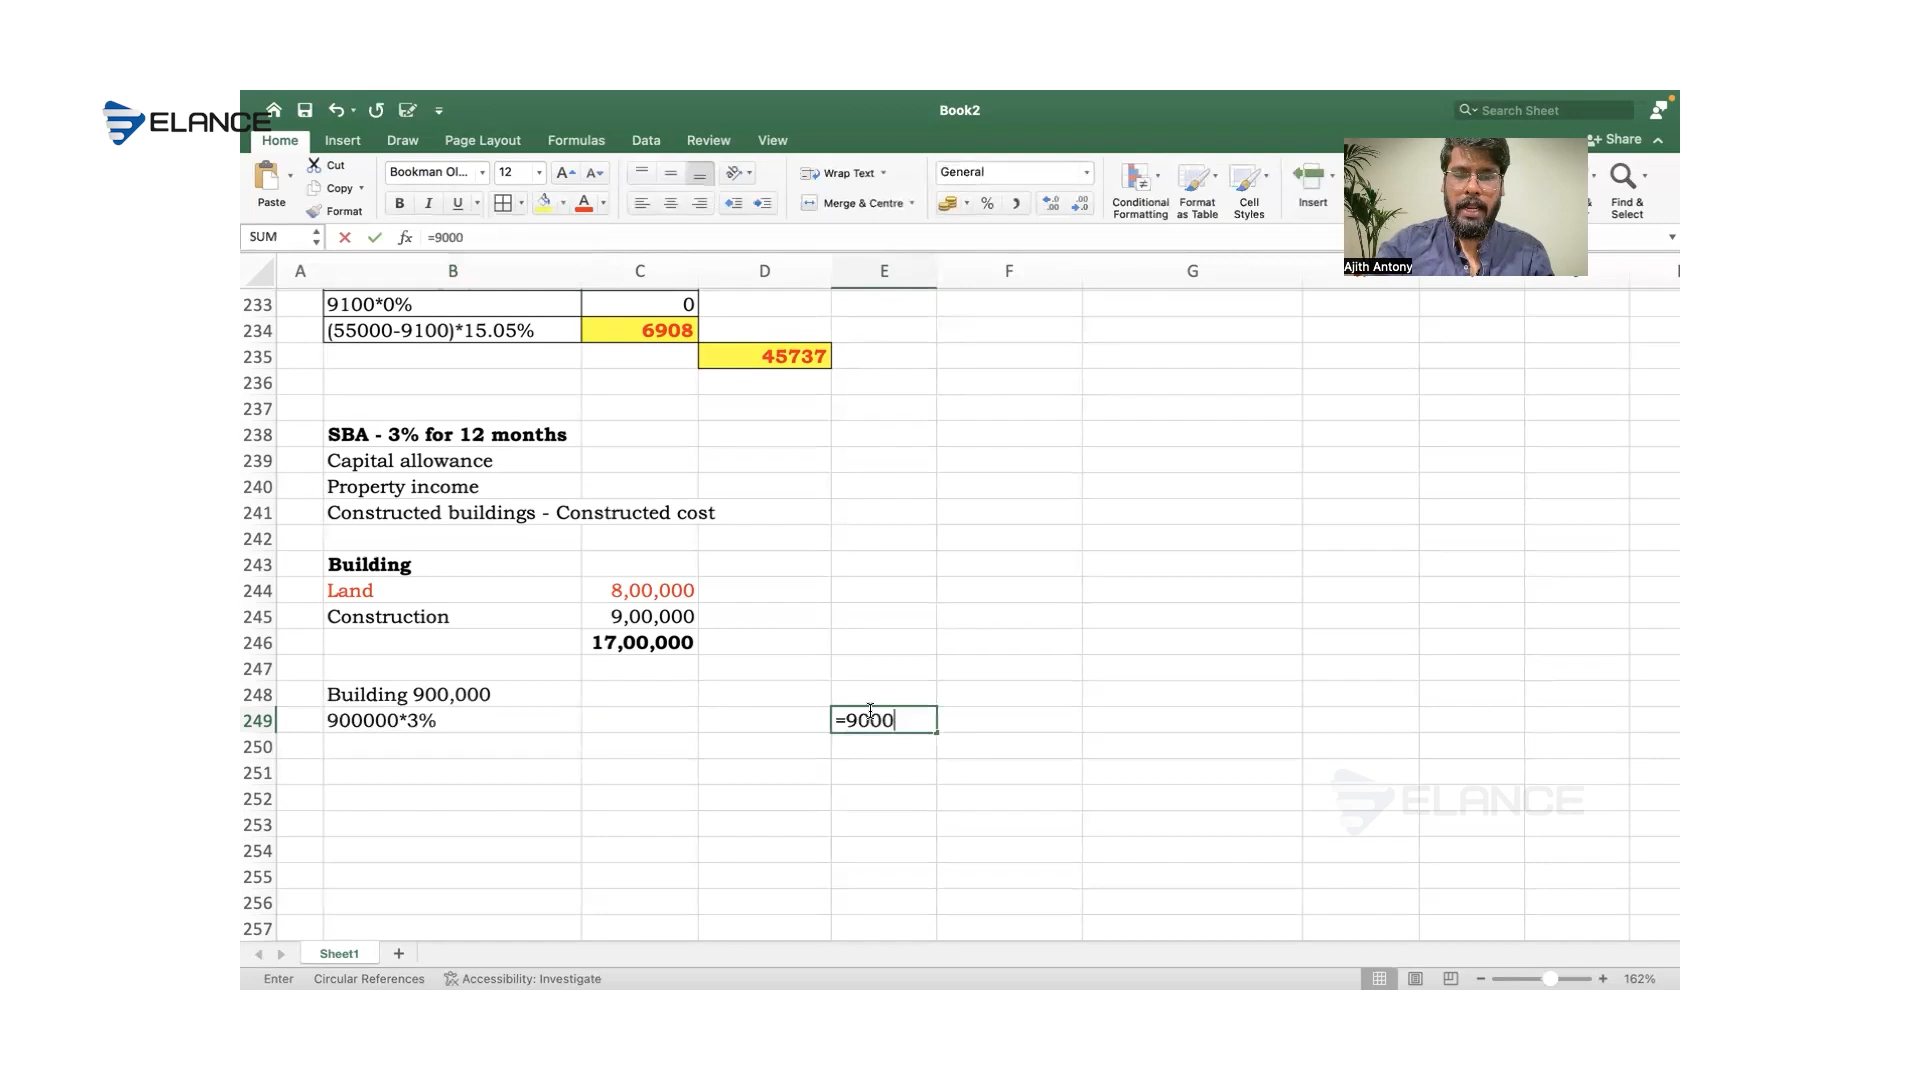 ELANCE
Book2
Search Sheet
Home Insert Draw Page Layout Formulas Data Review View
Share
Paste
Cut
Copy
Format
Bookman Ol... 12
B I U
Wrap Text
Merge & Centre
General
Conditional Formatting
Format as Table
Cell Styles
Insert
Find & Select
Ajith Antony
SUM fx =9000
A B C D E F G
233 9100*0% 0
234 (55000-9100)*15.05% 6908
235 45737
236
237
238 SBA - 3% for 12 months
239 Capital allowance
240 Property income
241 Constructed buildings - Constructed cost
242
243 Building
244 Land 8,00,000
245 Construction 9,00,000
246 17,00,000
247
248 Building 900,000
249 900000*3% =9000
250
251
252
253
254
255
256
257
ELANCE
Sheet1
Enter Circular References Accessibility: Investigate 162%